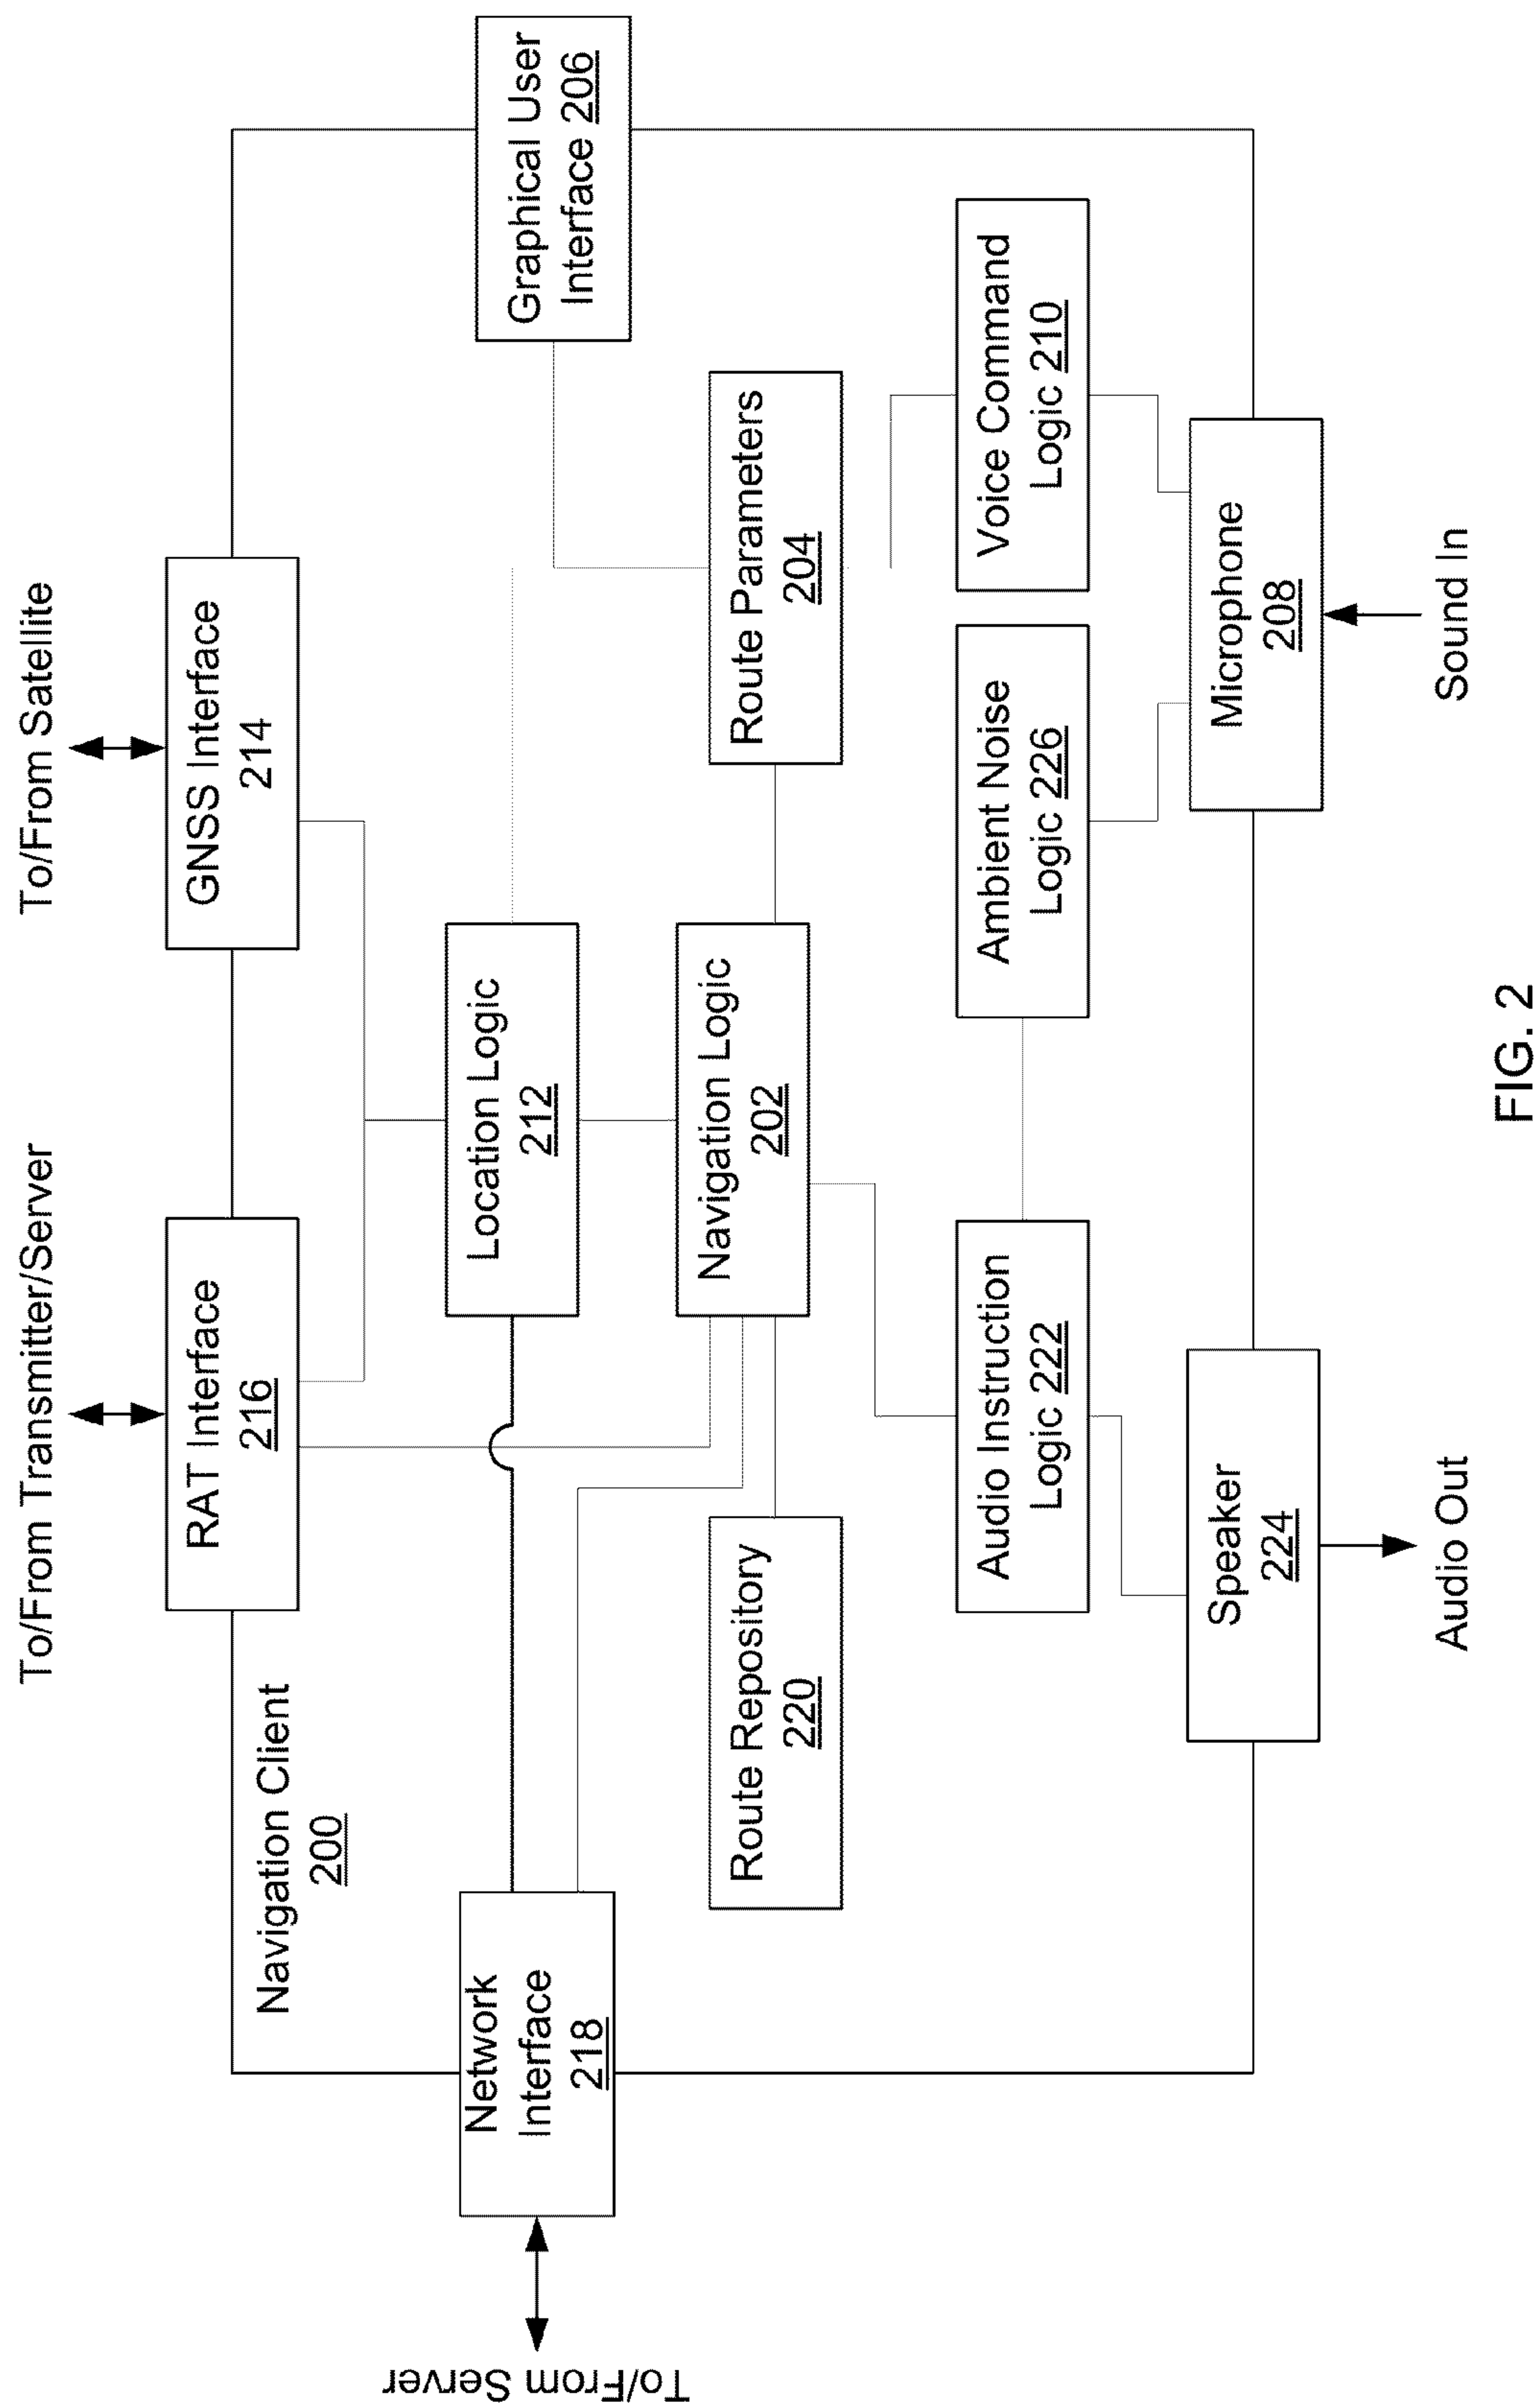 To/From Transmitter/Server
To/From Satellite
RAT Interface
216
GNSS Interface
214
Navigation Client
200
Network
Interface
218
To/From Server
Location Logic
212
Graphical User
Interface 206
Navigation Logic
202
Route Repository
220
Route Parameters
204
Audio Instruction
Logic 222
Ambient Noise
Logic 226
Voice Command
Logic 210
Speaker
224
Microphone
208
Audio Out
Sound In
FIG. 2